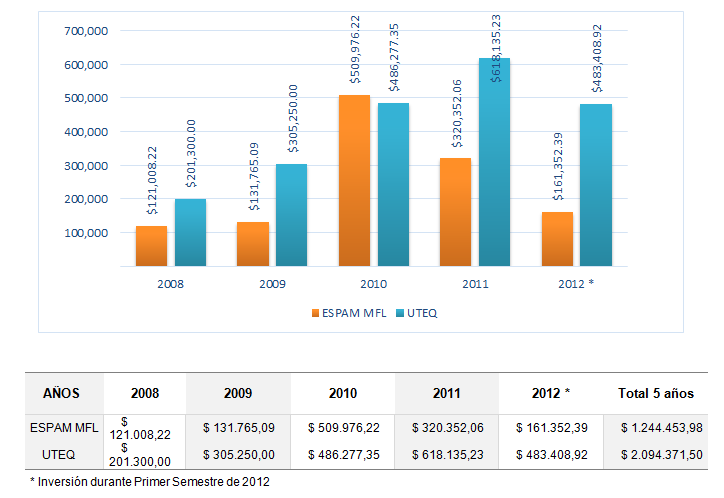 700,000
600,000
500,000
400,000
300,000
200,000
100,000
$121,008.22
$201,300.00
$131,765.09
$305,250.00
$509,976.22
$486,277.35
$320,352.06
$618,135.23
$161,352.39
$483,408.92
2008 2009 2010 2011 2012 *
ESPAM MFL UTEQ
AÑOS 2008 2009 2010 2011 2012 * Total 5 años
ESPAM MFL $ 121.008,22 $ 131.765,09 $ 509.976,22 $ 320.352,06 $ 161.352,39 $ 1.244.453,98
UTEQ $ 201.300,00 $ 305.250,00 $ 486.277,35 $ 618.135,23 $ 483.408,92 $ 2.094.371,50
* Inversión durante Primer Semestre de 2012